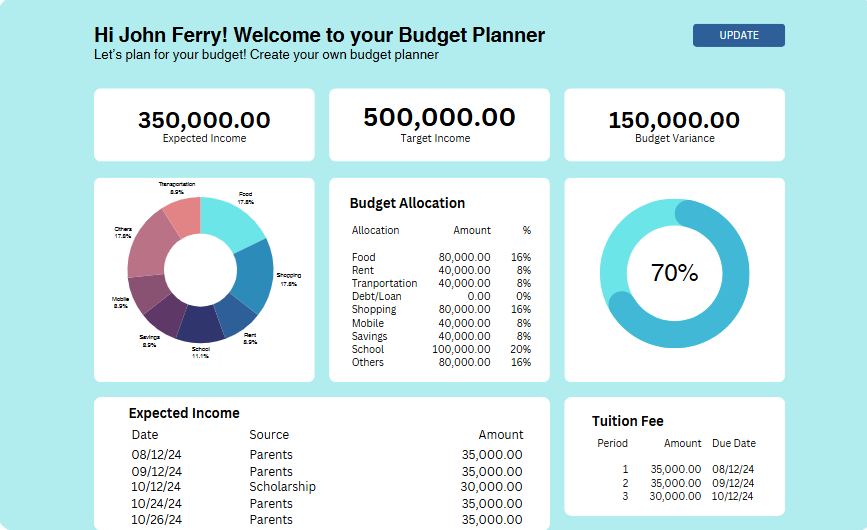 Hi John Ferry! Welcome to your Budget Planner
Let's plan for your budget! Create your own budget planner
UPDATE
350,000.00
Expected Income
500,000.00
Target Income
150,000.00
Budget Variance
Transportation
8.9%
Food
17.8%
Others
17.8%
Shopping
17.8%
Mobile
8.9%
Savings
8.9%
Rent
8.9%
School
11.1%
Budget Allocation
Allocation Amount %
Food 80,000.00 16%
Rent 40,000.00 8%
Tranportation 40,000.00 8%
Debt/Loan 0.00 0%
Shopping 80,000.00 16%
Mobile 40,000.00 8%
Savings 40,000.00 8%
School 100,000.00 20%
Others 80,000.00 16%
70%
Expected Income
Date Source Amount
08/12/24 Parents 35,000.00
09/12/24 Parents 35,000.00
10/12/24 Scholarship 30,000.00
10/24/24 Parents 35,000.00
10/26/24 Parents 35,000.00
Tuition Fee
Period Amount Due Date
1 35,000.00 08/12/24
2 35,000.00 09/12/24
3 30,000.00 10/12/24